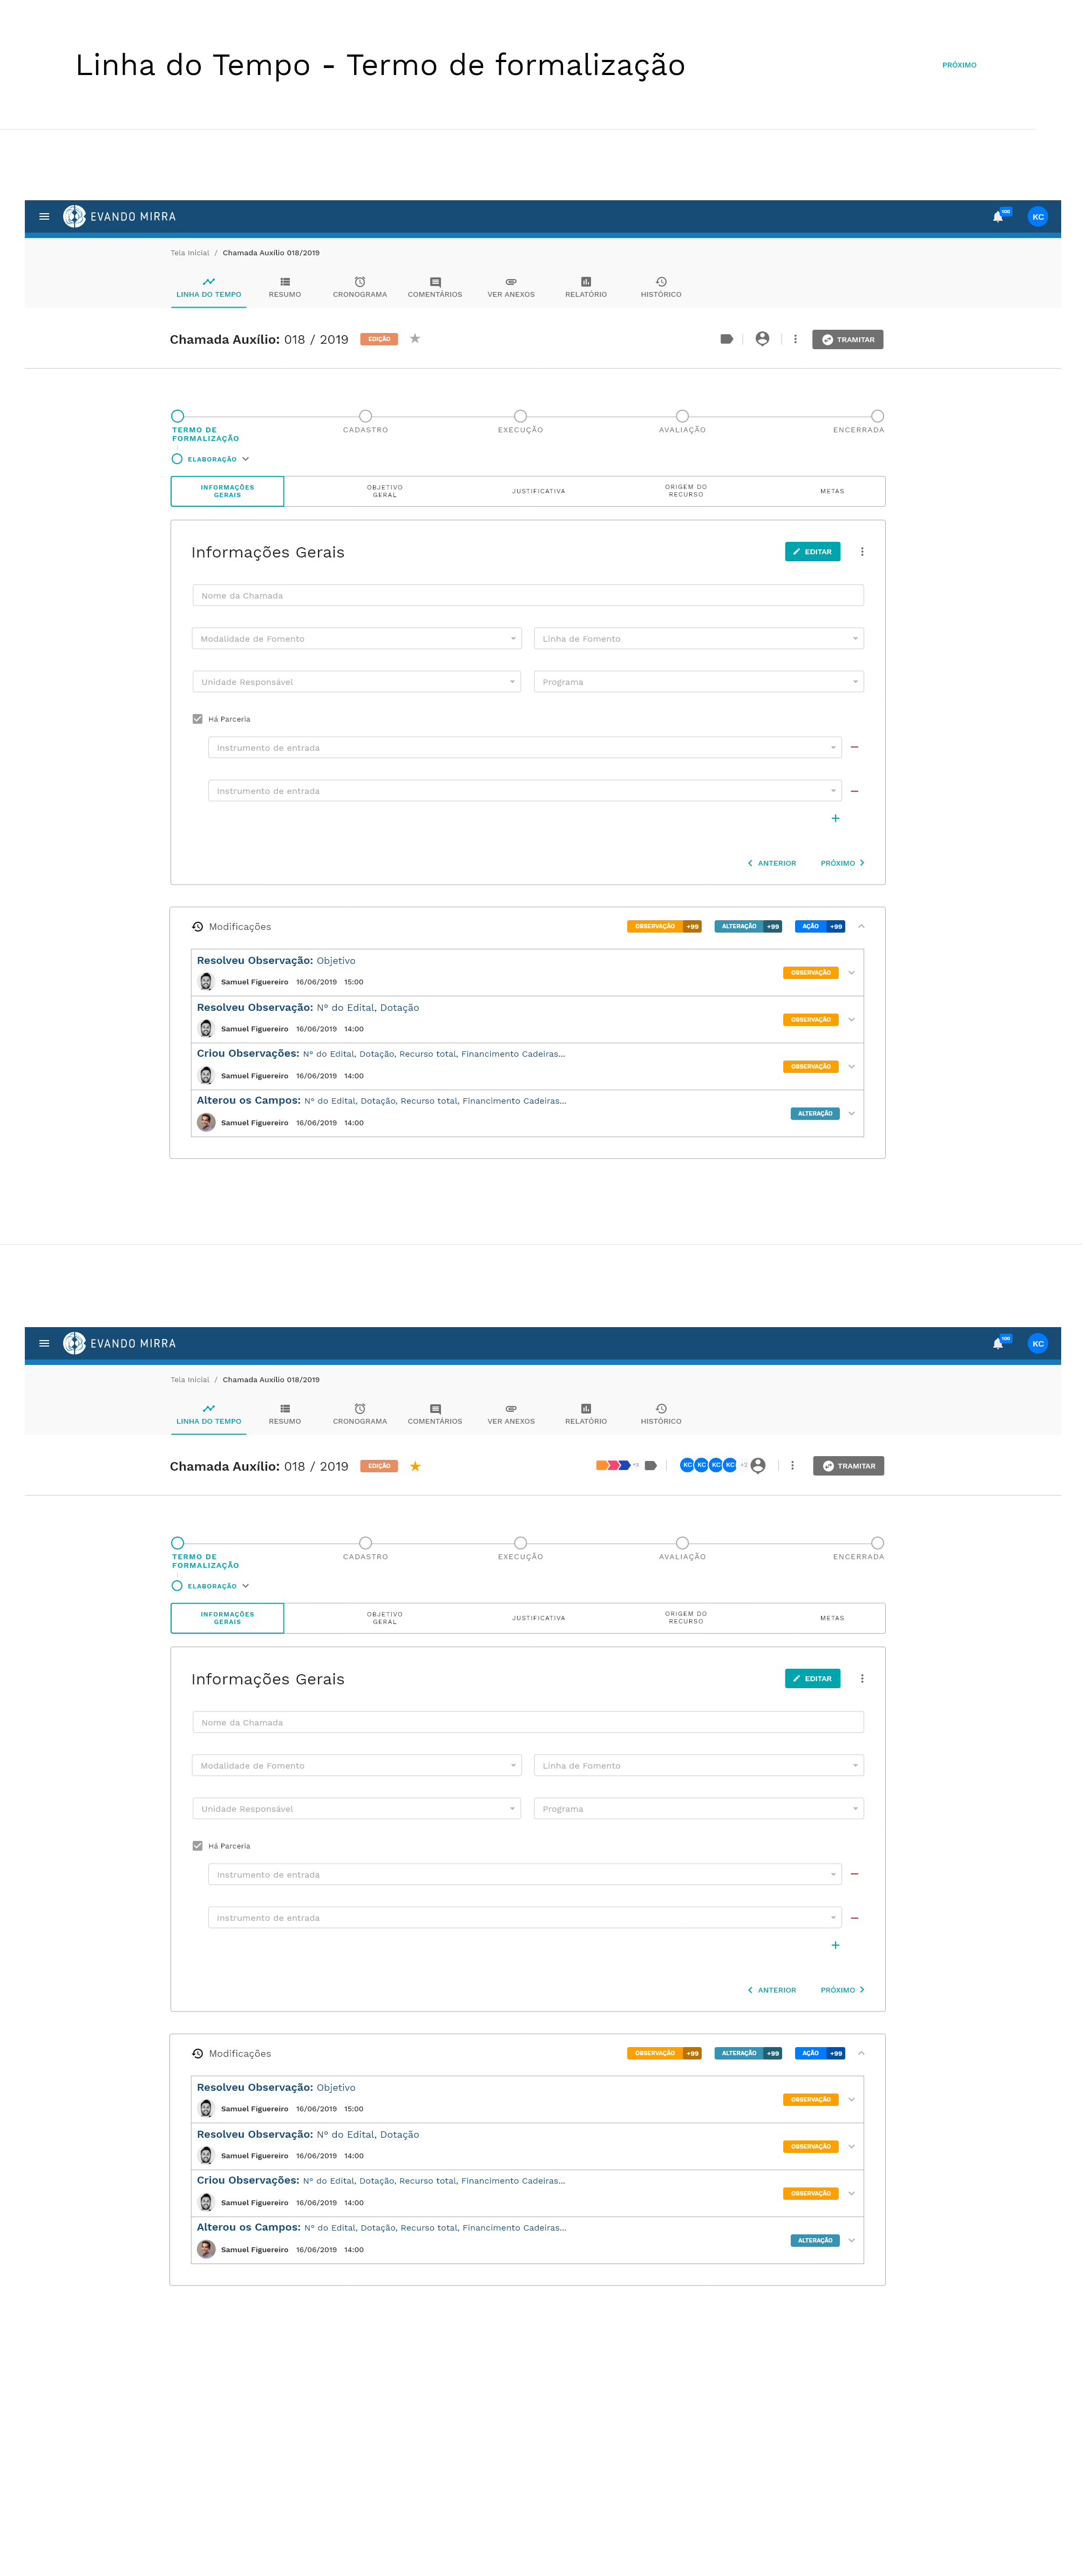 Linha do Tempo - Termo de formalização
PRÓXIMO
EVANDO MIRRA
100
KC
Tela Inicial / Chamada Auxílio 018/2019
LINHA DO TEMPO
RESUMO
CRONOGRAMA
COMENTÁRIOS
VER ANEXOS
RELATÓRIO
HISTÓRICO
Chamada Auxílio: 018 / 2019
EDIÇÃO
TRAMITAR
TERMO DE
FORMALIZAÇÃO
CADASTRO
EXECUÇÃO
AVALIAÇÃO
ENCERRADA
ELABORAÇÃO
INFORMAÇÕES
GERAIS
OBJETIVO
GERAL
JUSTIFICATIVA
ORIGEM DO
RECURSO
METAS
Informações Gerais
EDITAR
Nome da Chamada
Modalidade de Fomento
Linha de Fomento
Unidade Responsável
Programa
Há Parceria
Instrumento de entrada
Instrumento de entrada
ANTERIOR
PRÓXIMO
Modificações
OBSERVAÇÃO +99
ALTERAÇÃO +99
AÇÃO +99
Resolveu Observação: Objetivo
Samuel Figuereiro 16/06/2019 15:00
OBSERVAÇÃO
Resolveu Observação: N° do Edital, Dotação
Samuel Figuereiro 16/06/2019 14:00
OBSERVAÇÃO
Criou Observações: N° do Edital, Dotação, Recurso total, Financimento Cadeiras...
Samuel Figuereiro 16/06/2019 14:00
OBSERVAÇÃO
Alterou os Campos: N° do Edital, Dotação, Recurso total, Financimento Cadeiras...
Samuel Figuereiro 16/06/2019 14:00
ALTERAÇÃO
EVANDO MIRRA
100
KC
Tela Inicial / Chamada Auxílio 018/2019
LINHA DO TEMPO
RESUMO
CRONOGRAMA
COMENTÁRIOS
VER ANEXOS
RELATÓRIO
HISTÓRICO
Chamada Auxílio: 018 / 2019
EDIÇÃO
KC KC KC KC +2
TRAMITAR
TERMO DE
FORMALIZAÇÃO
CADASTRO
EXECUÇÃO
AVALIAÇÃO
ENCERRADA
ELABORAÇÃO
INFORMAÇÕES
GERAIS
OBJETIVO
GERAL
JUSTIFICATIVA
ORIGEM DO
RECURSO
METAS
Informações Gerais
EDITAR
Nome da Chamada
Modalidade de Fomento
Linha de Fomento
Unidade Responsável
Programa
Há Parceria
Instrumento de entrada
Instrumento de entrada
ANTERIOR
PRÓXIMO
Modificações
OBSERVAÇÃO +99
ALTERAÇÃO +99
AÇÃO +99
Resolveu Observação: Objetivo
Samuel Figuereiro 16/06/2019 15:00
OBSERVAÇÃO
Resolveu Observação: N° do Edital, Dotação
Samuel Figuereiro 16/06/2019 14:00
OBSERVAÇÃO
Criou Observações: N° do Edital, Dotação, Recurso total, Financimento Cadeiras...
Samuel Figuereiro 16/06/2019 14:00
OBSERVAÇÃO
Alterou os Campos: N° do Edital, Dotação, Recurso total, Financimento Cadeiras...
Samuel Figuereiro 16/06/2019 14:00
ALTERAÇÃO